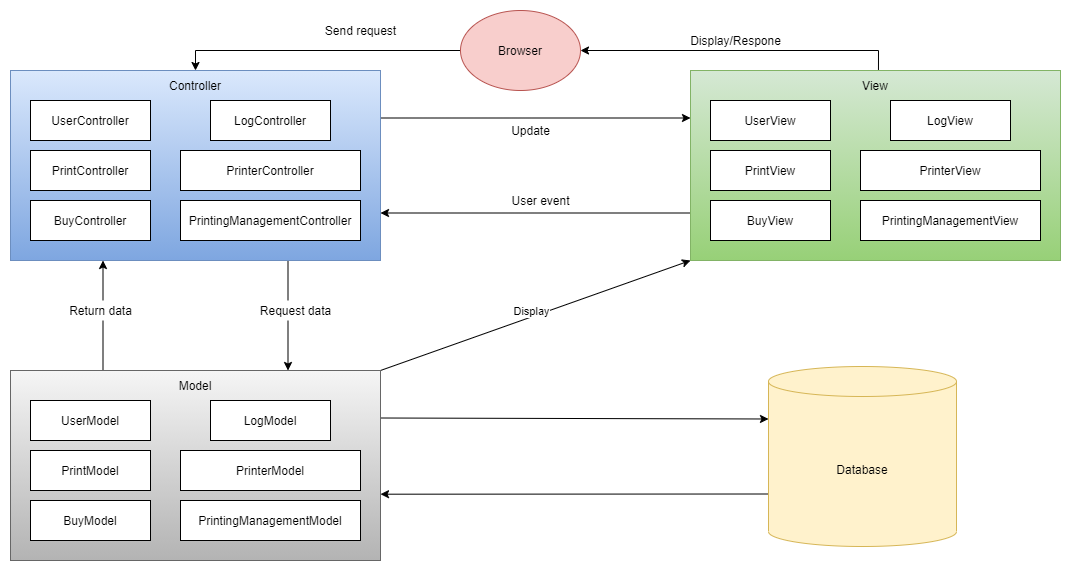 Send request
Browser
Display/Respone
Controller
UserController
LogController
PrintController
PrinterController
BuyController
PrintingManagementController
Update
User event
View
UserView
LogView
PrintView
PrinterView
BuyView
PrintingManagementView
Return data
Request data
Display
Model
UserModel
LogModel
PrintModel
PrinterModel
BuyModel
PrintingManagementModel
Database